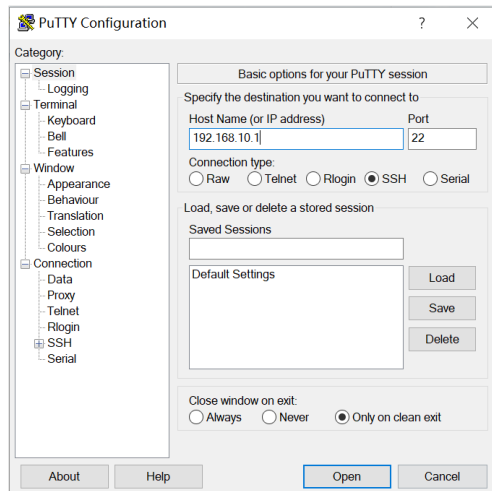 PuTTY Configuration ? ×
Category:
Session
Logging
Terminal
Keyboard
Bell
Features
Window
Appearance
Behaviour
Translation
Selection
Colours
Connection
Data
Proxy
Telnet
Rlogin
SSH
Serial
Basic options for your PuTTY session
Specify the destination you want to connect to
Host Name (or IP address) Port
192.168.10.1 22
Connection type:
Raw Telnet Rlogin SSH Serial
Load, save or delete a stored session
Saved Sessions
Default Settings
Load
Save
Delete
Close window on exit:
Always Never Only on clean exit
About Help Open Cancel